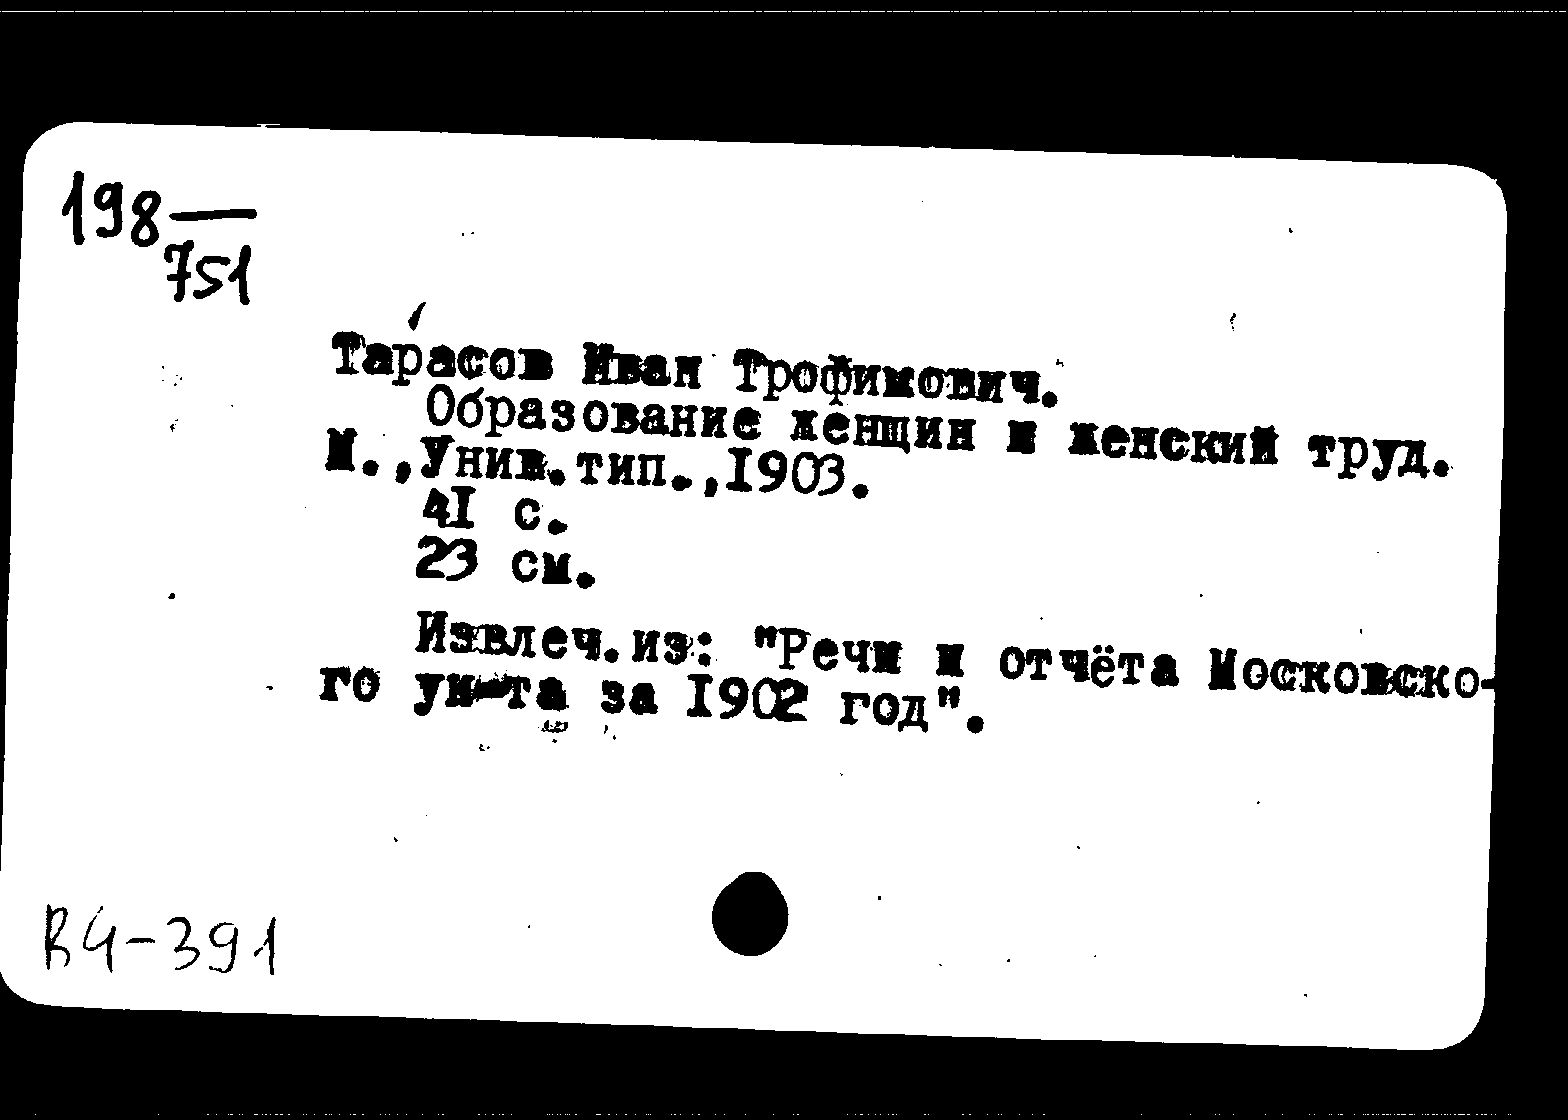 198—
751
Тарасов Иван Трофимович.
Образование женщин и женский труд.
М.,Унив.тип.,1903.
41 с.
23 см.
Извлеч.из: "Речи и отчёта Московско-
го ун-та за 1902 год".
В4-391